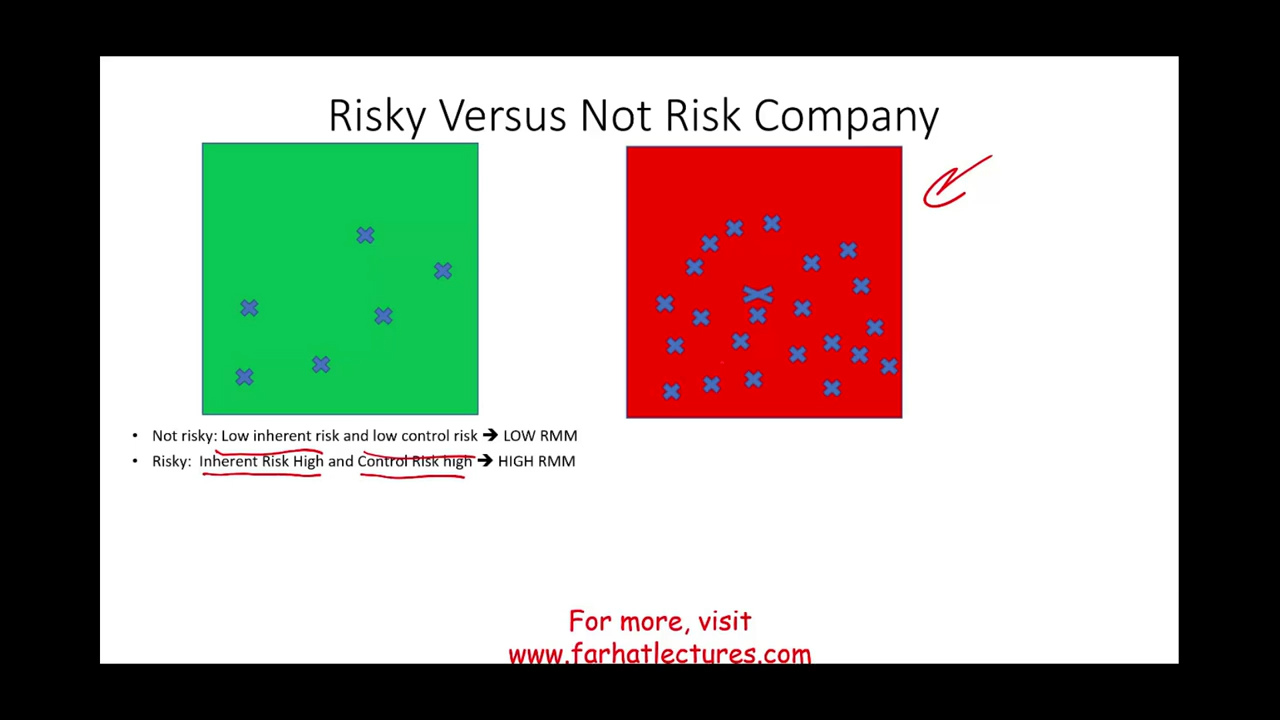 Risky Versus Not Risk Company
• Not risky: Low inherent risk and low control risk ➔ LOW RMM
• Risky: Inherent Risk High and Control Risk high ➔ HIGH RMM
For more, visit
www.farhatlectures.com